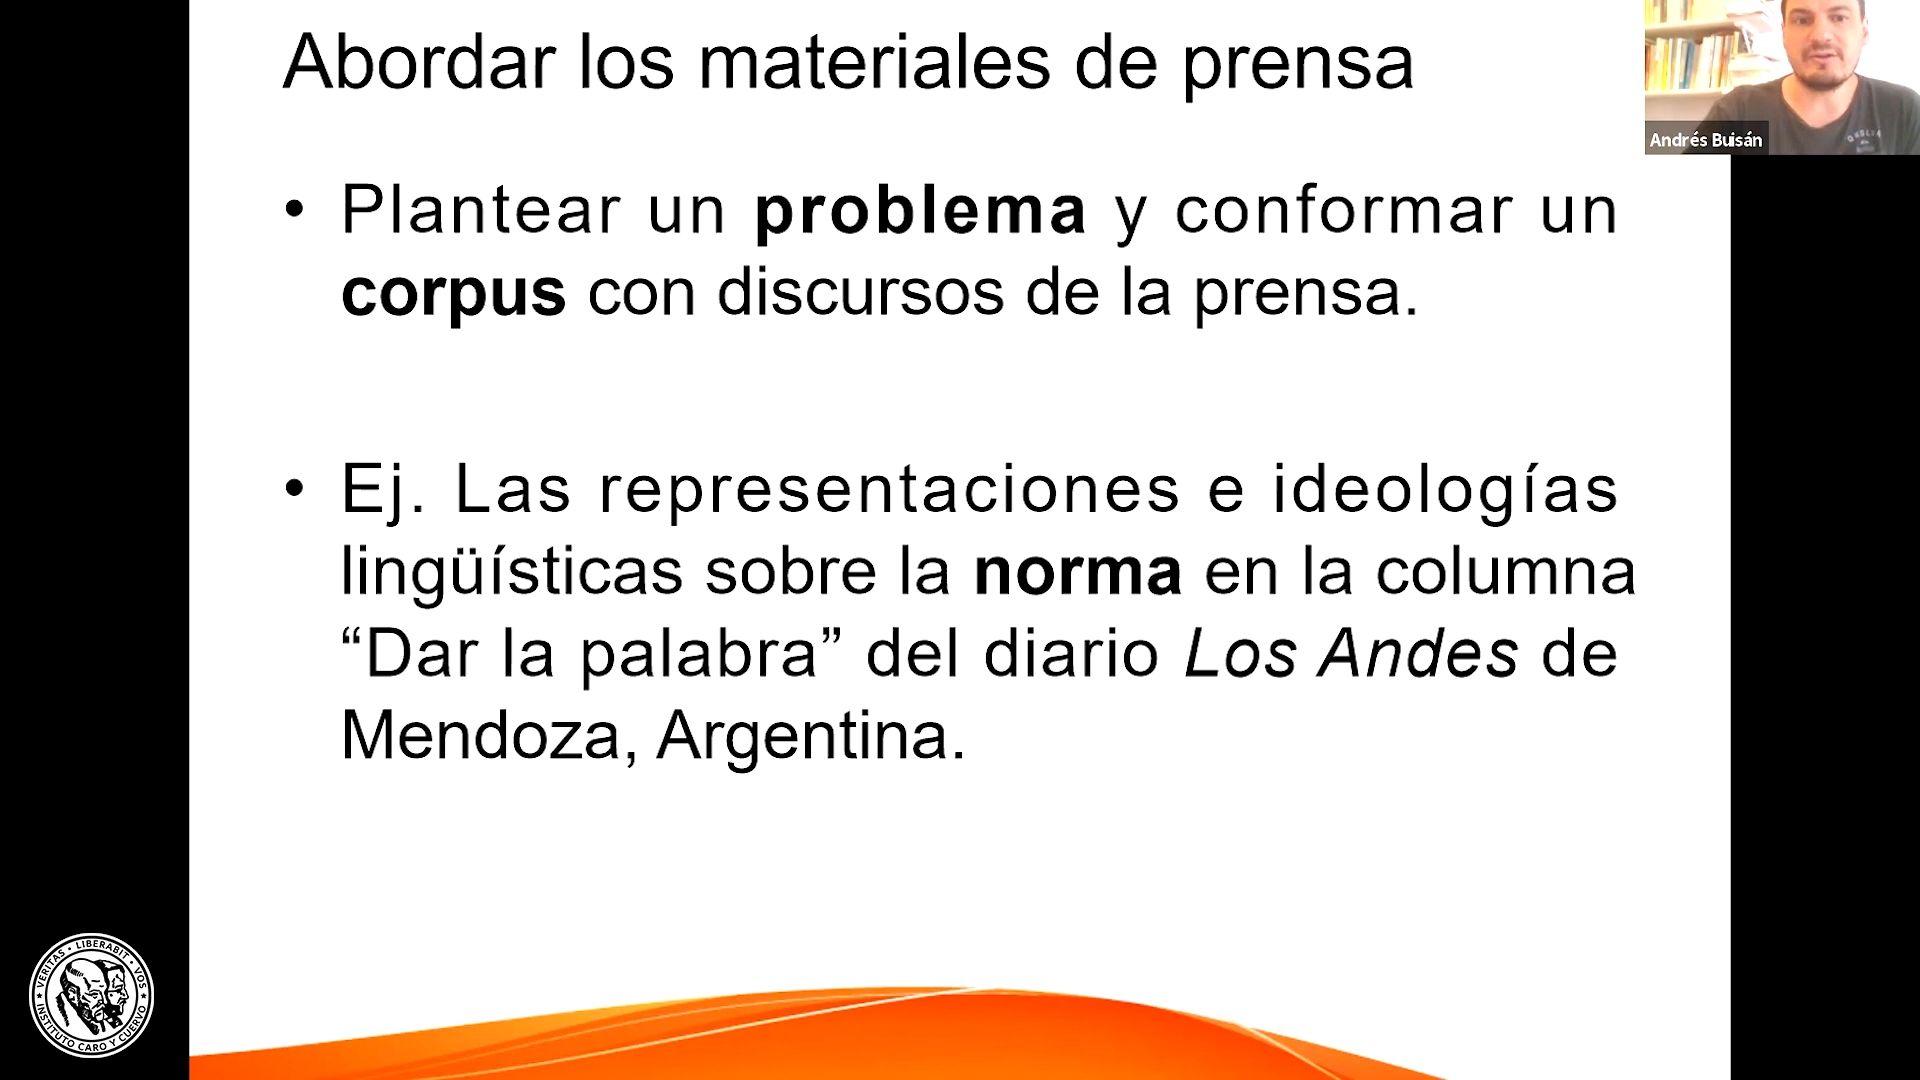 Abordar los materiales de prensa
Andrés Buisán
• Plantear un problema y conformar un
corpus con discursos de la prensa.
• Ej. Las representaciones e ideologías
lingüísticas sobre la norma en la columna
“Dar la palabra” del diario Los Andes de
Mendoza, Argentina.
VERITAS • LIBERABIT • VOS
INSTITUTO CARO Y CUERVO